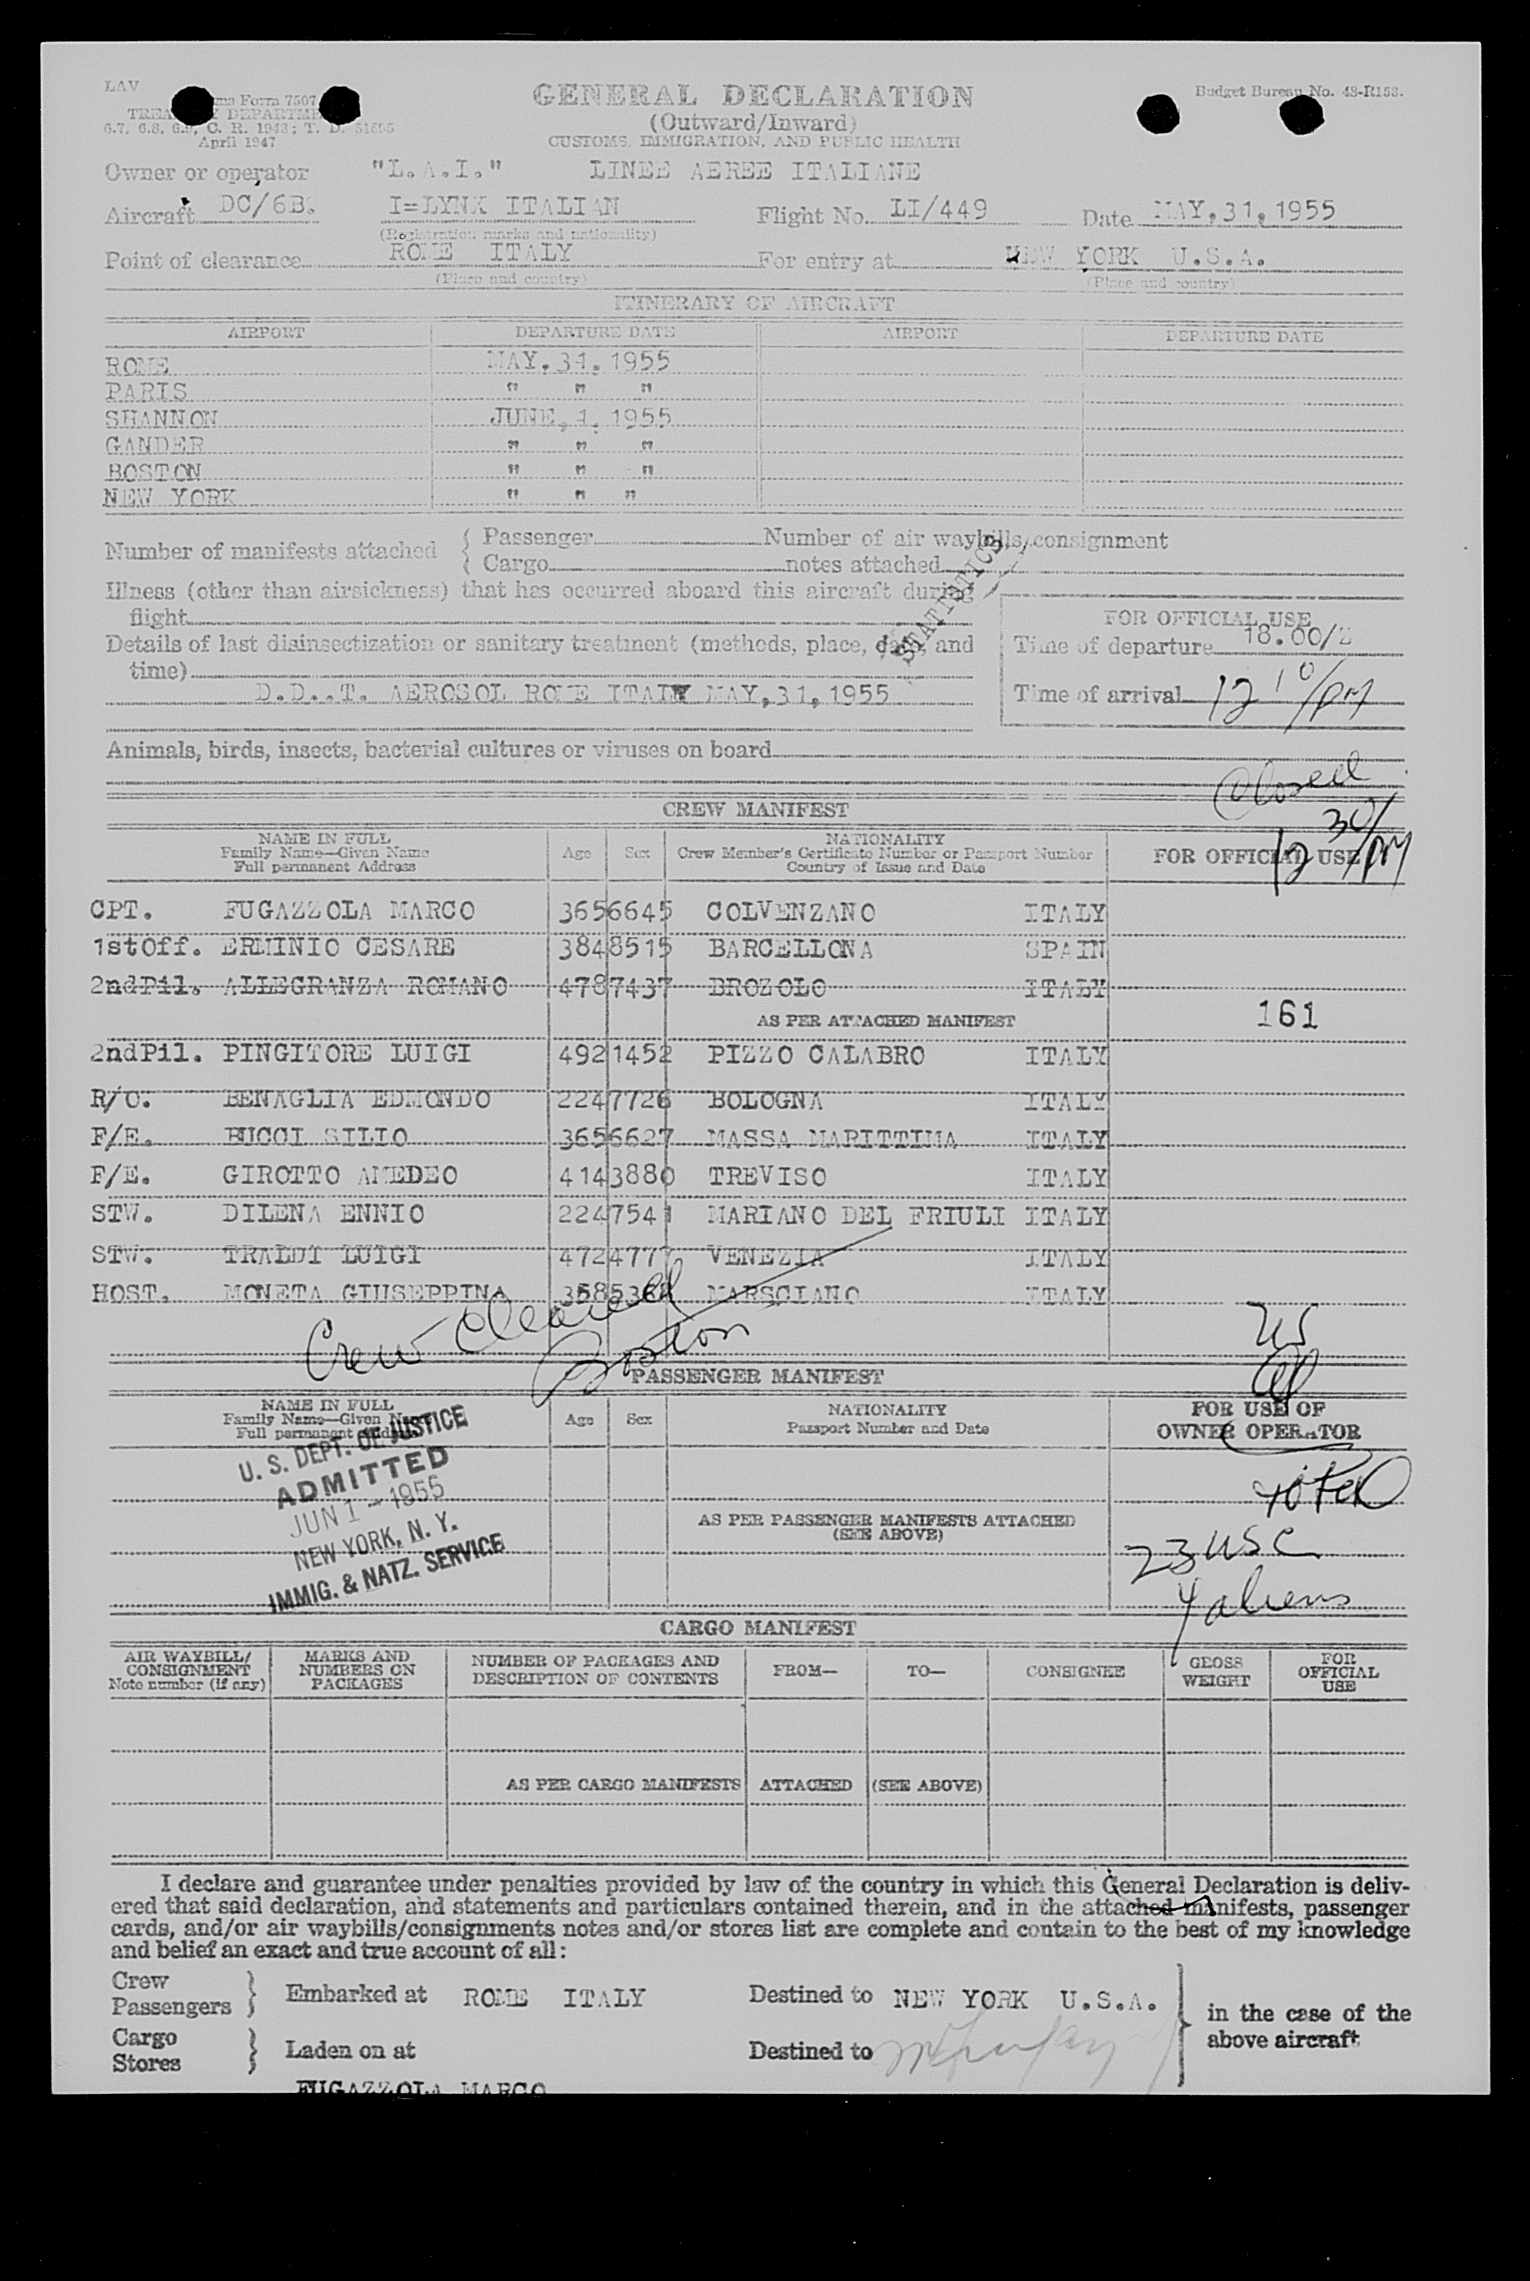 LAV
Form 7507
TREASURY DEPARTMENT
6.7, 6.8, 6.9, C. R. 1943; T. D. 51595
April 1947
GENERAL DECLARATION
(Outward/Inward)
CUSTOMS, IMMIGRATION, AND PUBLIC HEALTH
Budget Bureau No. 43-R153.
Owner or operator "L.A.I." LINEE AEREE ITALIANE
Aircraft DC/6B. I=LYNK ITALIAN Flight No. LI/449 Date MAY,31,1955
(Registration marks and nationality)
Point of clearance ROME ITALY For entry at NEW YORK U.S.A.
(Place and country) (Place and country)
ITINERARY OF AIRCRAFT
AIRPORT DEPARTURE DATE AIRPORT DEPARTURE DATE
ROME MAY.31.1955
PARIS " " "
SHANNON JUNE,1.1955
GANDER " " "
BOSTON " " "
NEW YORK " " "
Number of manifests attached { Passenger Number of air waybills/consignment
{ Cargo notes attached
STATISTICS
Illness (other than airsickness) that has occurred aboard this aircraft during
flight
Details of last disinsectization or sanitary treatment (methods, place, date, and
time)
D.D..T. AEROSOL ROME ITALY MAY,31,1955
FOR OFFICIAL USE
Time of departure 18.00/Z
Time of arrival 12 10/PM
Animals, birds, insects, bacterial cultures or viruses on board
Closed
12 30/PM
CREW MANIFEST
NAME IN FULL
Family Name—Given Name
Full permanent Address
Age Sex
NATIONALITY
Crew Member's Certificate Number or Passport Number
Country of Issue and Date
FOR OFFICIAL USE
CPT. FUGAZZOLA MARCO 3656645 COLVENZANO ITALY
1stOff. ERMINIO CESARE 3848515 BARCELLONA SPAIN
2ndPil. ALLEGRANZA ROMANO 4787437 BROZOLO ITALY
AS PER ATTACHED MANIFEST 161
2ndPil. PINGITORE LUIGI 4921452 PIZZO CALABRO ITALY
R/O. BENAGLIA EDMONDO 2247726 BOLOGNA ITALY
F/E. BUCCI SILIO 3656627 MASSA MARITTIMA ITALY
F/E. GIROTTO AMEDEO 4143880 TREVISO ITALY
STW. DILENA ENNIO 2247541 MARIANO DEL FRIULI ITALY
STW. TRALDI LUIGI 4724777 VENEZIA ITALY
HOST. MONETA GIUSEPPINA MARSCIANO ITALY
Crew Cleared
Boston
PASSENGER MANIFEST
NAME IN FULL
Family Name—Given Name
Full permanent Address
Age Sex
NATIONALITY
Passport Number and Date
FOR USE OF
OWNER OPERATOR
U. S. DEPT. OF JUSTICE
ADMITTED
JUN 1 - 1955
NEW YORK, N. Y.
IMMIG. & NATZ. SERVICE
AS PER PASSENGER MANIFESTS ATTACHED
(SEE ABOVE)
23 USC
4 aliens
CARGO MANIFEST
AIR WAYBILL/
CONSIGNMENT
Note number (if any)
MARKS AND
NUMBERS ON
PACKAGES
NUMBER OF PACKAGES AND
DESCRIPTION OF CONTENTS
FROM—
TO—
CONSIGNEE
GROSS
WEIGHT
FOR
OFFICIAL
USE
AS PER CARGO MANIFESTS ATTACHED (SEE ABOVE)
I declare and guarantee under penalties provided by law of the country in which this General Declaration is deliv-
ered that said declaration, and statements and particulars contained therein, and in the attached manifests, passenger
cards, and/or air waybills/consignments notes and/or stores list are complete and contain to the best of my knowledge
and belief an exact and true account of all:
Crew
Passengers } Embarked at ROME ITALY Destined to NEW YORK U.S.A.
Cargo
Stores } Laden on at Destined to
in the case of the
above aircraft
FUGAZZOLA MARCO